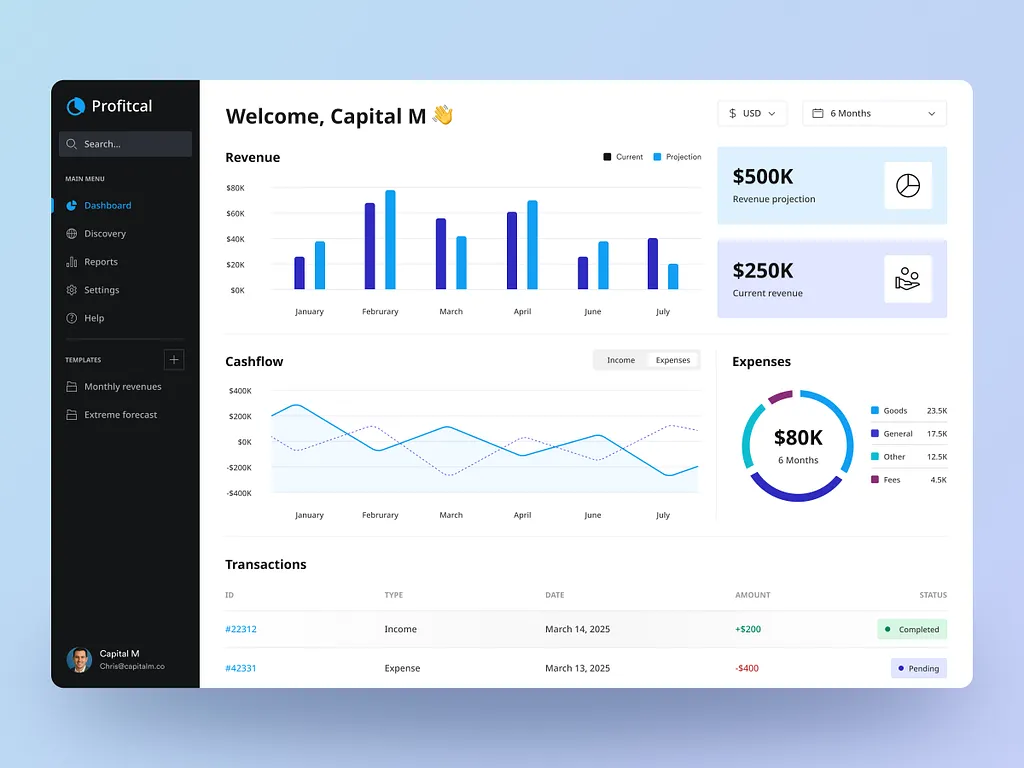 Profitcal
Search...
MAIN MENU
Dashboard
Discovery
Reports
Settings
Help
TEMPLATES
Monthly revenues
Extreme forecast
Capital M
Chris@capitalm.co
Welcome, Capital M 👋
$ USD
6 Months
Revenue
Current
Projection
$80K
$60K
$40K
$20K
$0K
January Februrary March April June July
$500K
Revenue projection
$250K
Current revenue
Cashflow
Income Expenses
$400K
$200K
$0K
-$200K
-$400K
January Februrary March April June July
Expenses
$80K
6 Months
Goods 23.5K
General 17.5K
Other 12.5K
Fees 4.5K
Transactions
ID TYPE DATE AMOUNT STATUS
#22312 Income March 14, 2025 +$200 Completed
#42331 Expense March 13, 2025 -$400 Pending